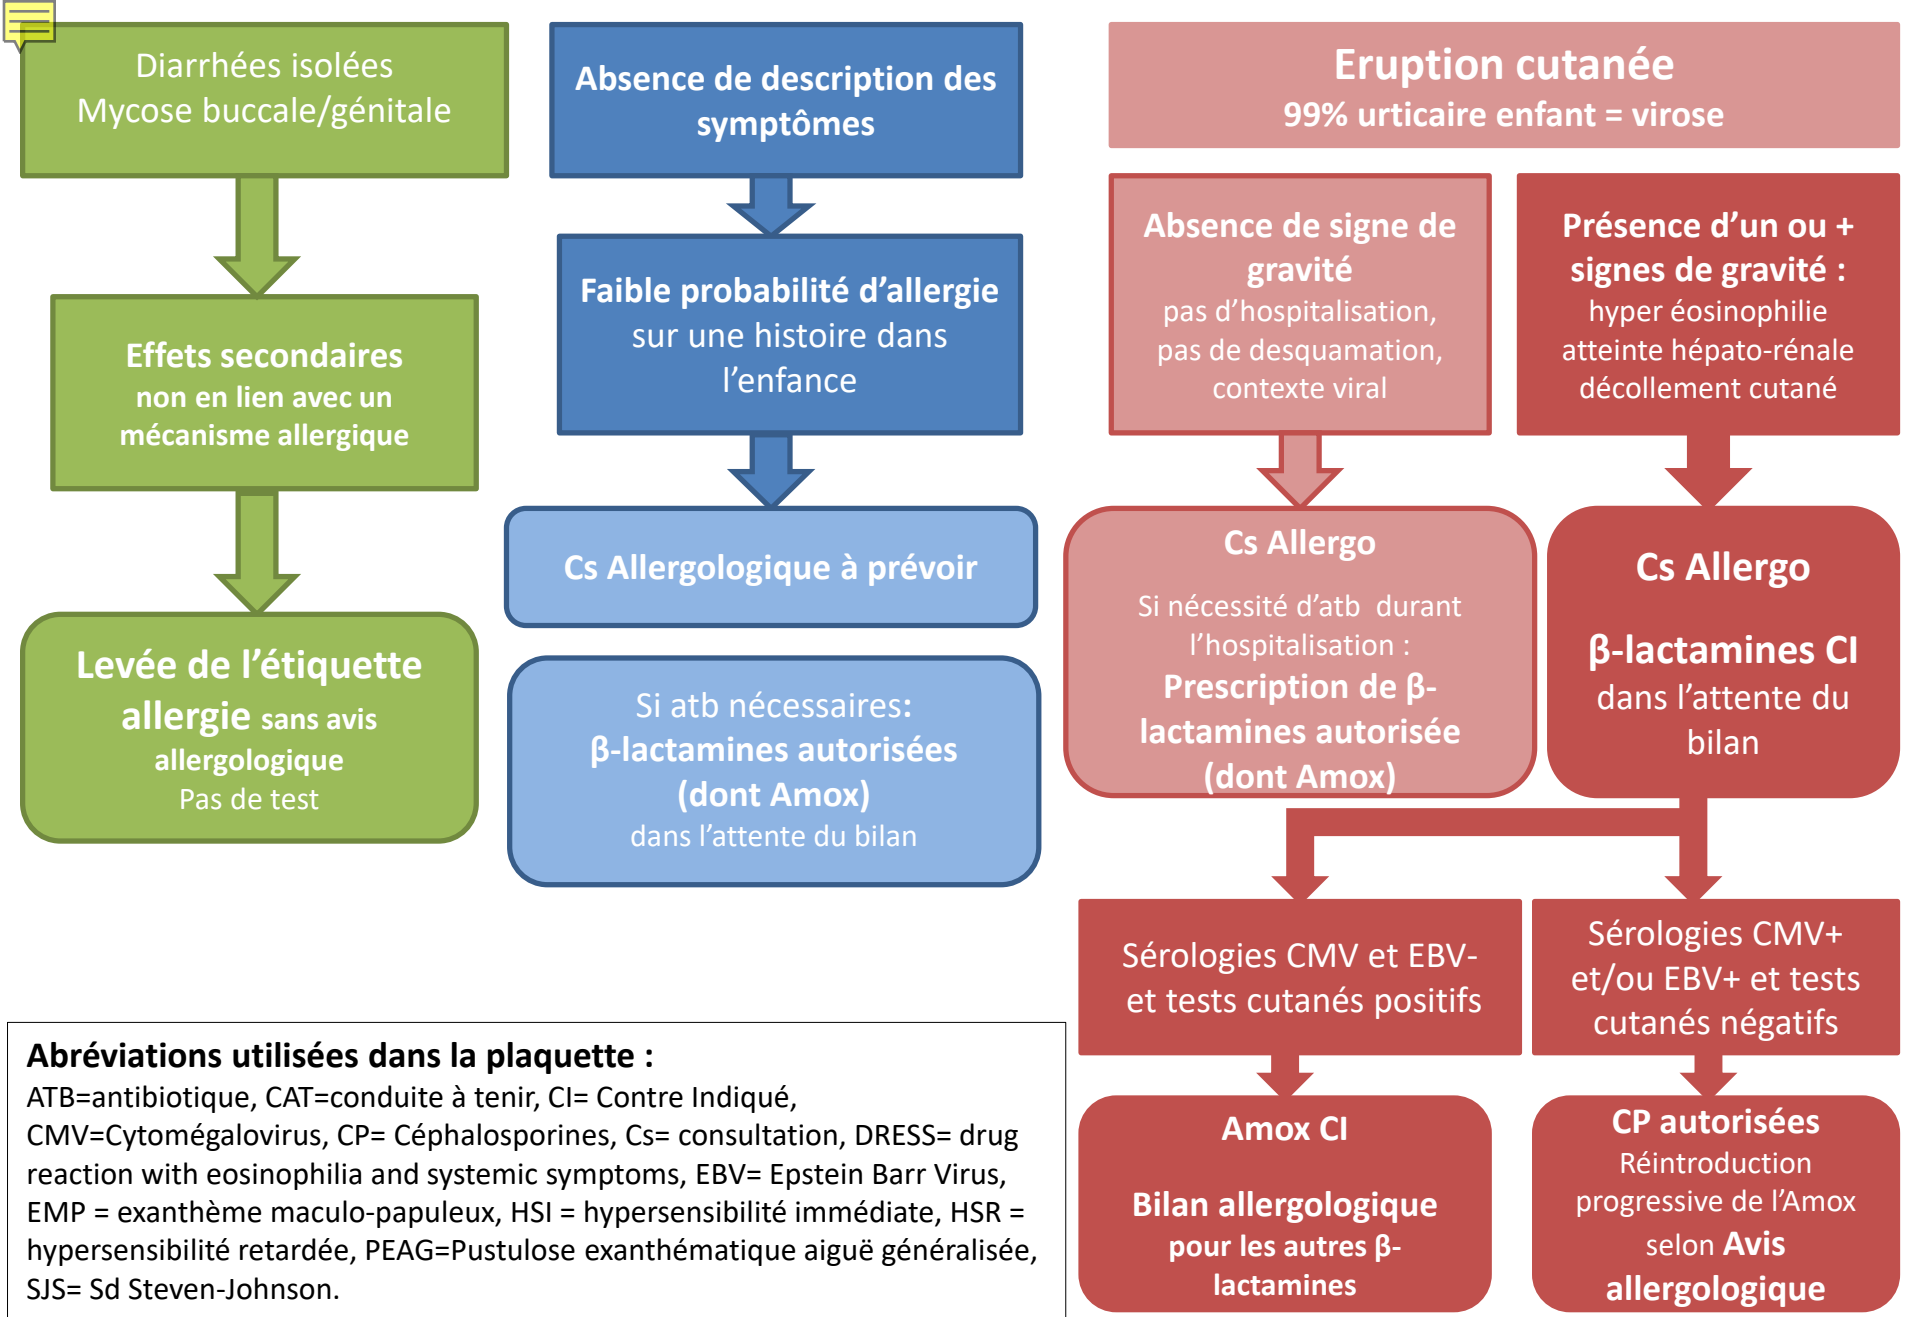 Diarrhées isolées
Mycose buccale/génitale
Effets secondaires
non en lien avec un
mécanisme allergique
Levée de l'étiquette
allergie sans avis
allergologique
Pas de test
Absence de description des
symptômes
Faible probabilité d'allergie
sur une histoire dans
l'enfance
Cs Allergologique à prévoir
Si atb nécessaires:
β-lactamines autorisées
(dont Amox)
dans l'attente du bilan
Eruption cutanée
99% urticaire enfant = virose
Absence de signe de
gravité
pas d'hospitalisation,
pas de desquamation,
contexte viral
Cs Allergo
Si nécessité d'atb durant
l'hospitalisation :
Prescription de β-
lactamines autorisée
(dont Amox)
Présence d'un ou +
signes de gravité :
hyper éosinophilie
atteinte hépato-rénale
décollement cutané
Cs Allergo
β-lactamines CI
dans l'attente du
bilan
Sérologies CMV et EBV-
et tests cutanés positifs
Amox CI
Bilan allergologique
pour les autres β-
lactamines
Sérologies CMV+
et/ou EBV+ et tests
cutanés négatifs
CP autorisées
Réintroduction
progressive de l'Amox
selon Avis
allergologique
Abréviations utilisées dans la plaquette :
ATB=antibiotique, CAT=conduite à tenir, CI= Contre Indiqué,
CMV=Cytomégalovirus, CP= Céphalosporines, Cs= consultation, DRESS= drug
reaction with eosinophilia and systemic symptoms, EBV= Epstein Barr Virus,
EMP = exanthème maculo-papuleux, HSI = hypersensibilité immédiate, HSR =
hypersensibilité retardée, PEAG=Pustulose exanthématique aiguë généralisée,
SJS= Sd Steven-Johnson.